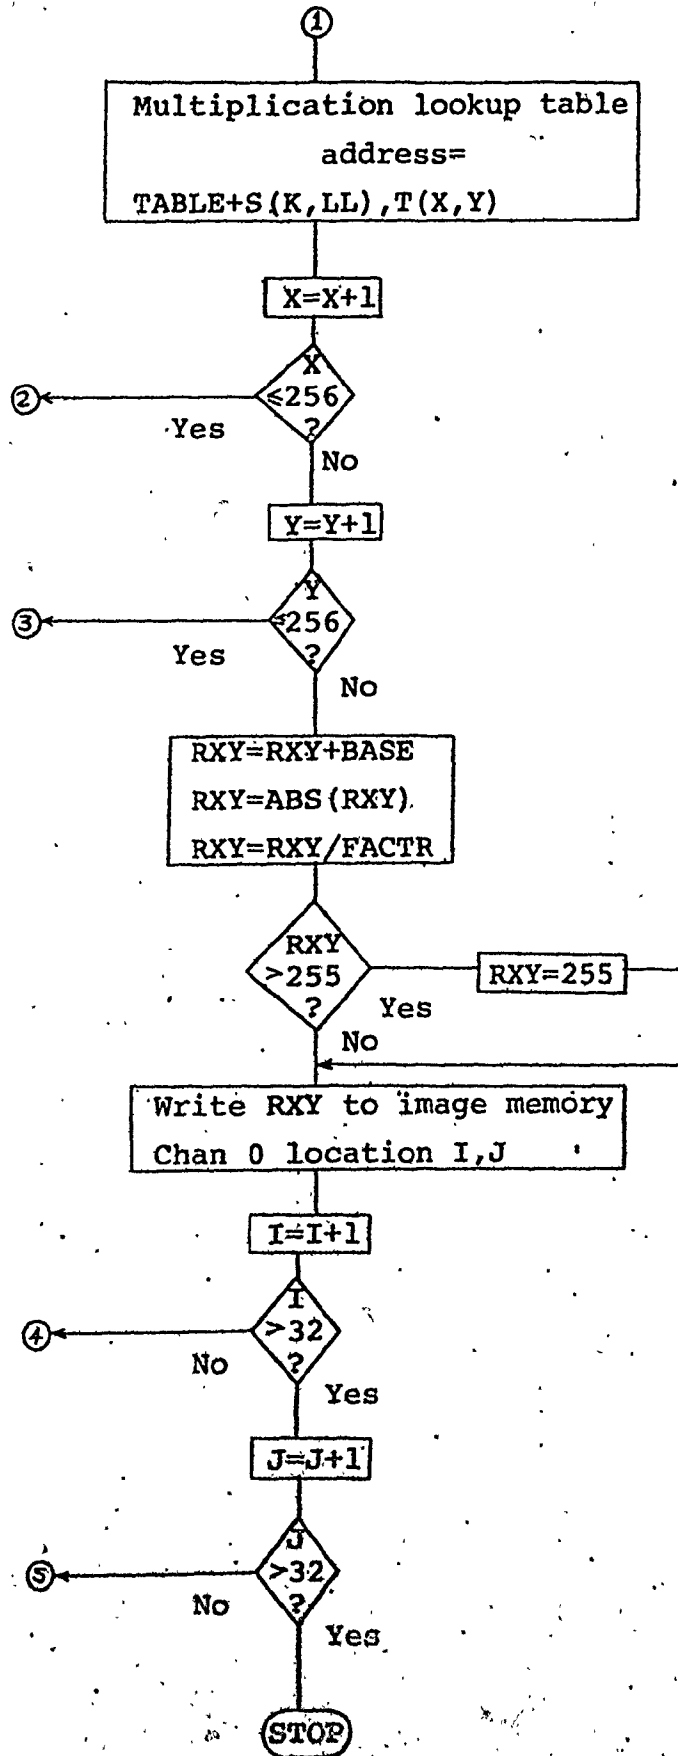 1
Multiplication lookup table
address=
TABLE+S(K,LL),T(X,Y)
X=X+1
X
≤256
?
2
Yes
No
Y=Y+1
Y
≤256
?
3
Yes
No
RXY=RXY+BASE
RXY=ABS(RXY)
RXY=RXY/FACTR
RXY
>255
?
Yes
RXY=255
No
Write RXY to image memory
Chan 0 location I,J
I=I+1
I
>32
?
4
No
Yes
J=J+1
J
>32
?
5
No
Yes
STOP